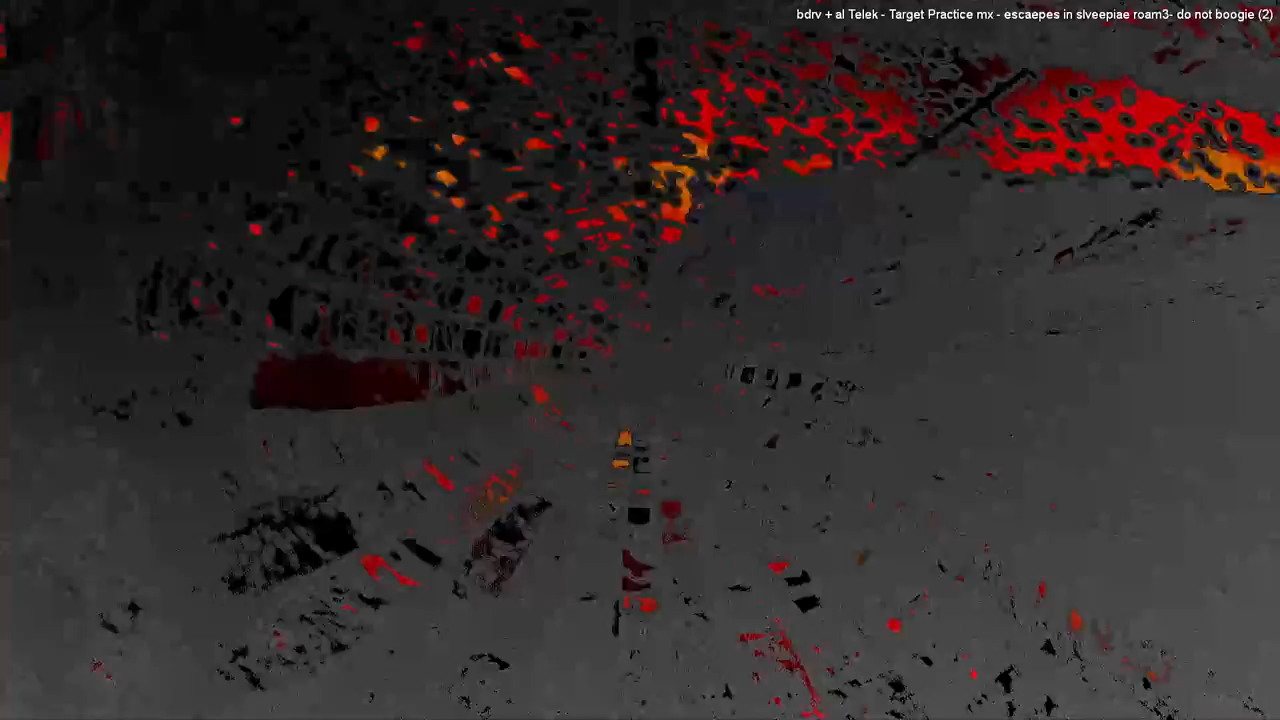 bdrv + al Telek - Target Practice mx - escaepes in slveepiae roam3- do not boogie (2)